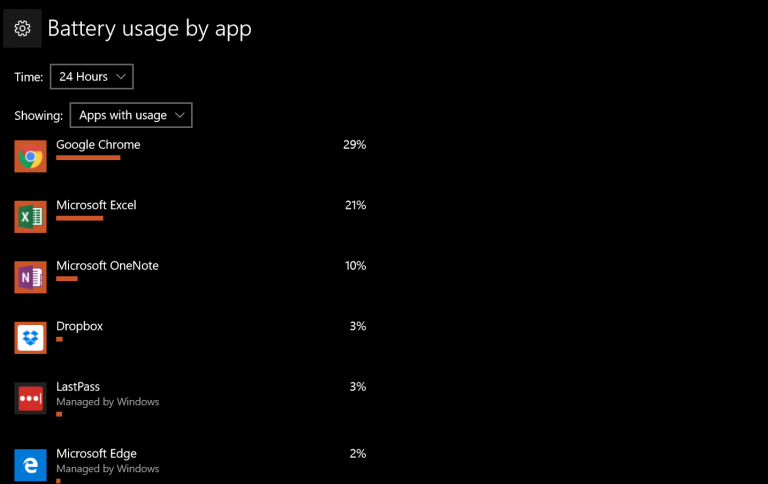 Battery usage by app
Time: 24 Hours
Showing: Apps with usage
Google Chrome 29%
Microsoft Excel 21%
Microsoft OneNote 10%
Dropbox 3%
LastPass 3%
Managed by Windows
Microsoft Edge 2%
Managed by Windows